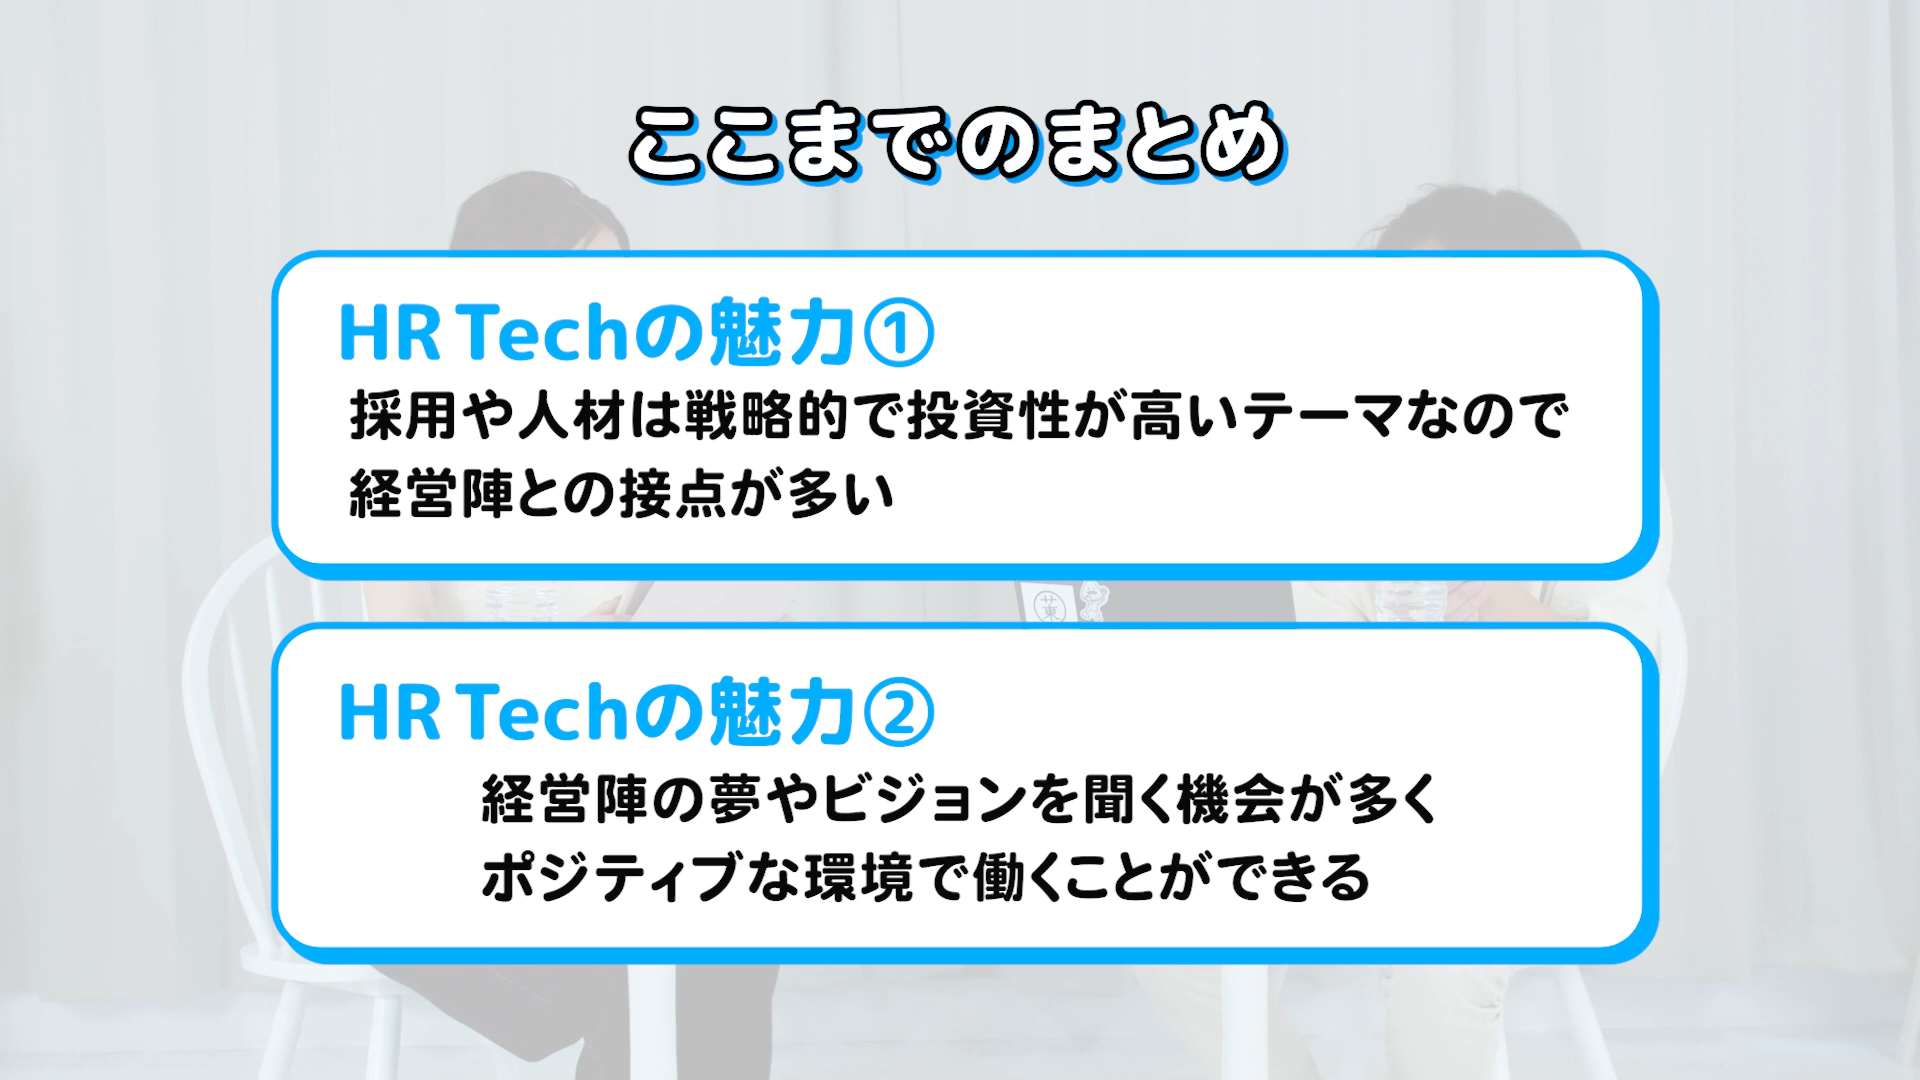 ここまでのまとめ
HR Techの魅力①
採用や人材は戦略的で投資性が高いテーマなので
経営陣との接点が多い
サ東
HR Techの魅力②
経営陣の夢やビジョンを聞く機会が多く
ポジティブな環境で働くことができる